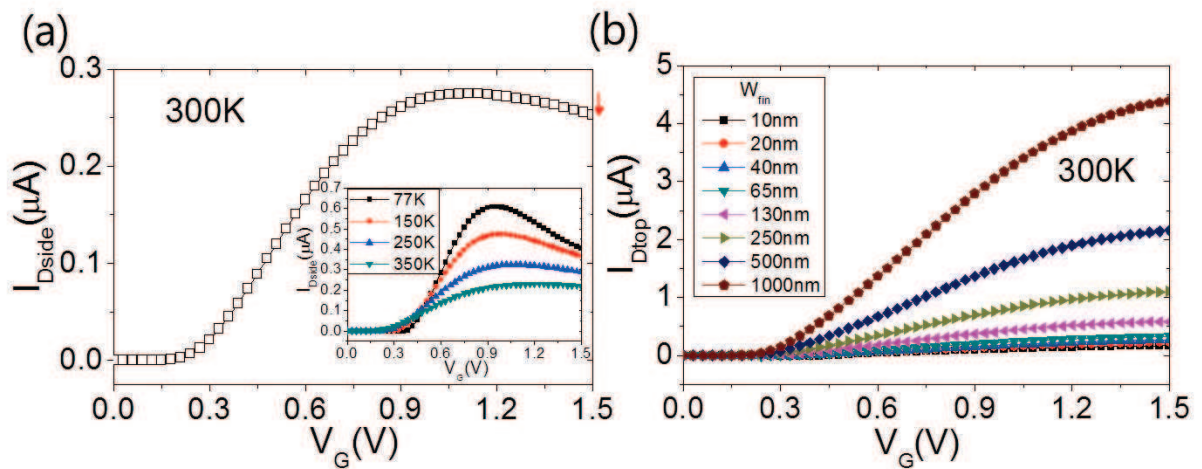 (a)
0.3
0.2
0.1
0.0
I_Dside(μA)
300K
0.0 0.3 0.6 0.9 1.2 1.5
V_G(V)
0.7
0.6
0.5
0.4
0.3
0.2
0.1
0.0
I_Dside(μA)
77K
150K
250K
350K
0.0 0.3 0.6 0.9 1.2 1.5
V_G(V)
(b)
5
4
3
2
1
0
I_Dtop(μA)
W_fin
10nm
20nm
40nm
65nm
130nm
250nm
500nm
1000nm
300K
0.0 0.3 0.6 0.9 1.2 1.5
V_G(V)